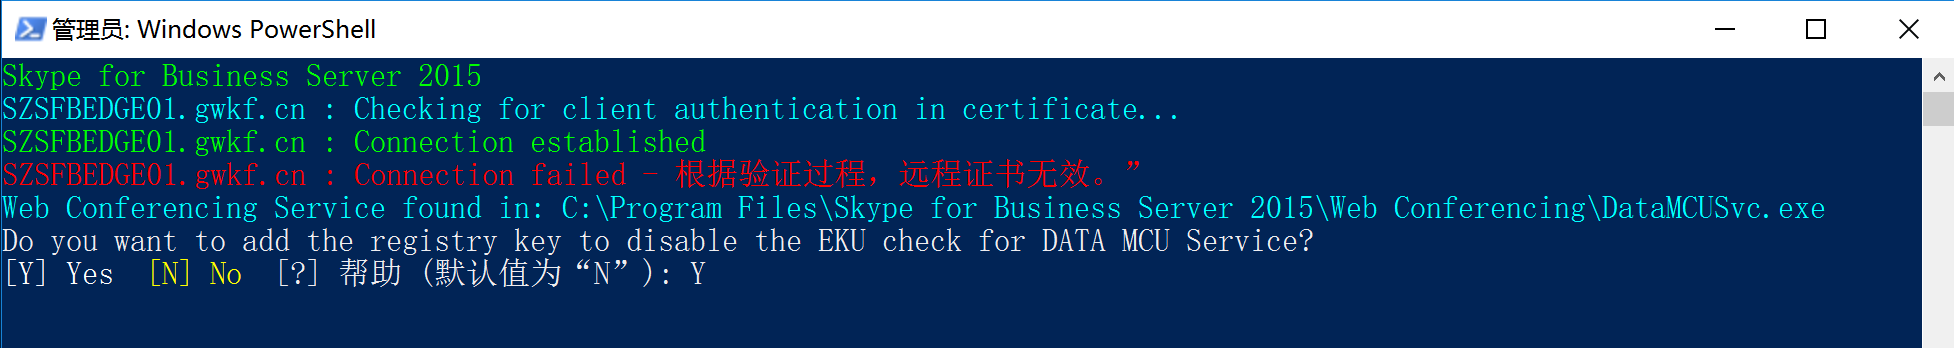 管理员: Windows PowerShell
Skype for Business Server 2015
SZSFBEDGE01.gwkf.cn : Checking for client authentication in certificate...
SZSFBEDGE01.gwkf.cn : Connection established
SZSFBEDGE01.gwkf.cn : Connection failed - 根据验证过程，远程证书无效。”
Web Conferencing Service found in: C:\Program Files\Skype for Business Server 2015\Web Conferencing\DataMCUSvc.exe
Do you want to add the registry key to disable the EKU check for DATA MCU Service?
[Y] Yes  [N] No  [?] 帮助 (默认值为“N”): Y